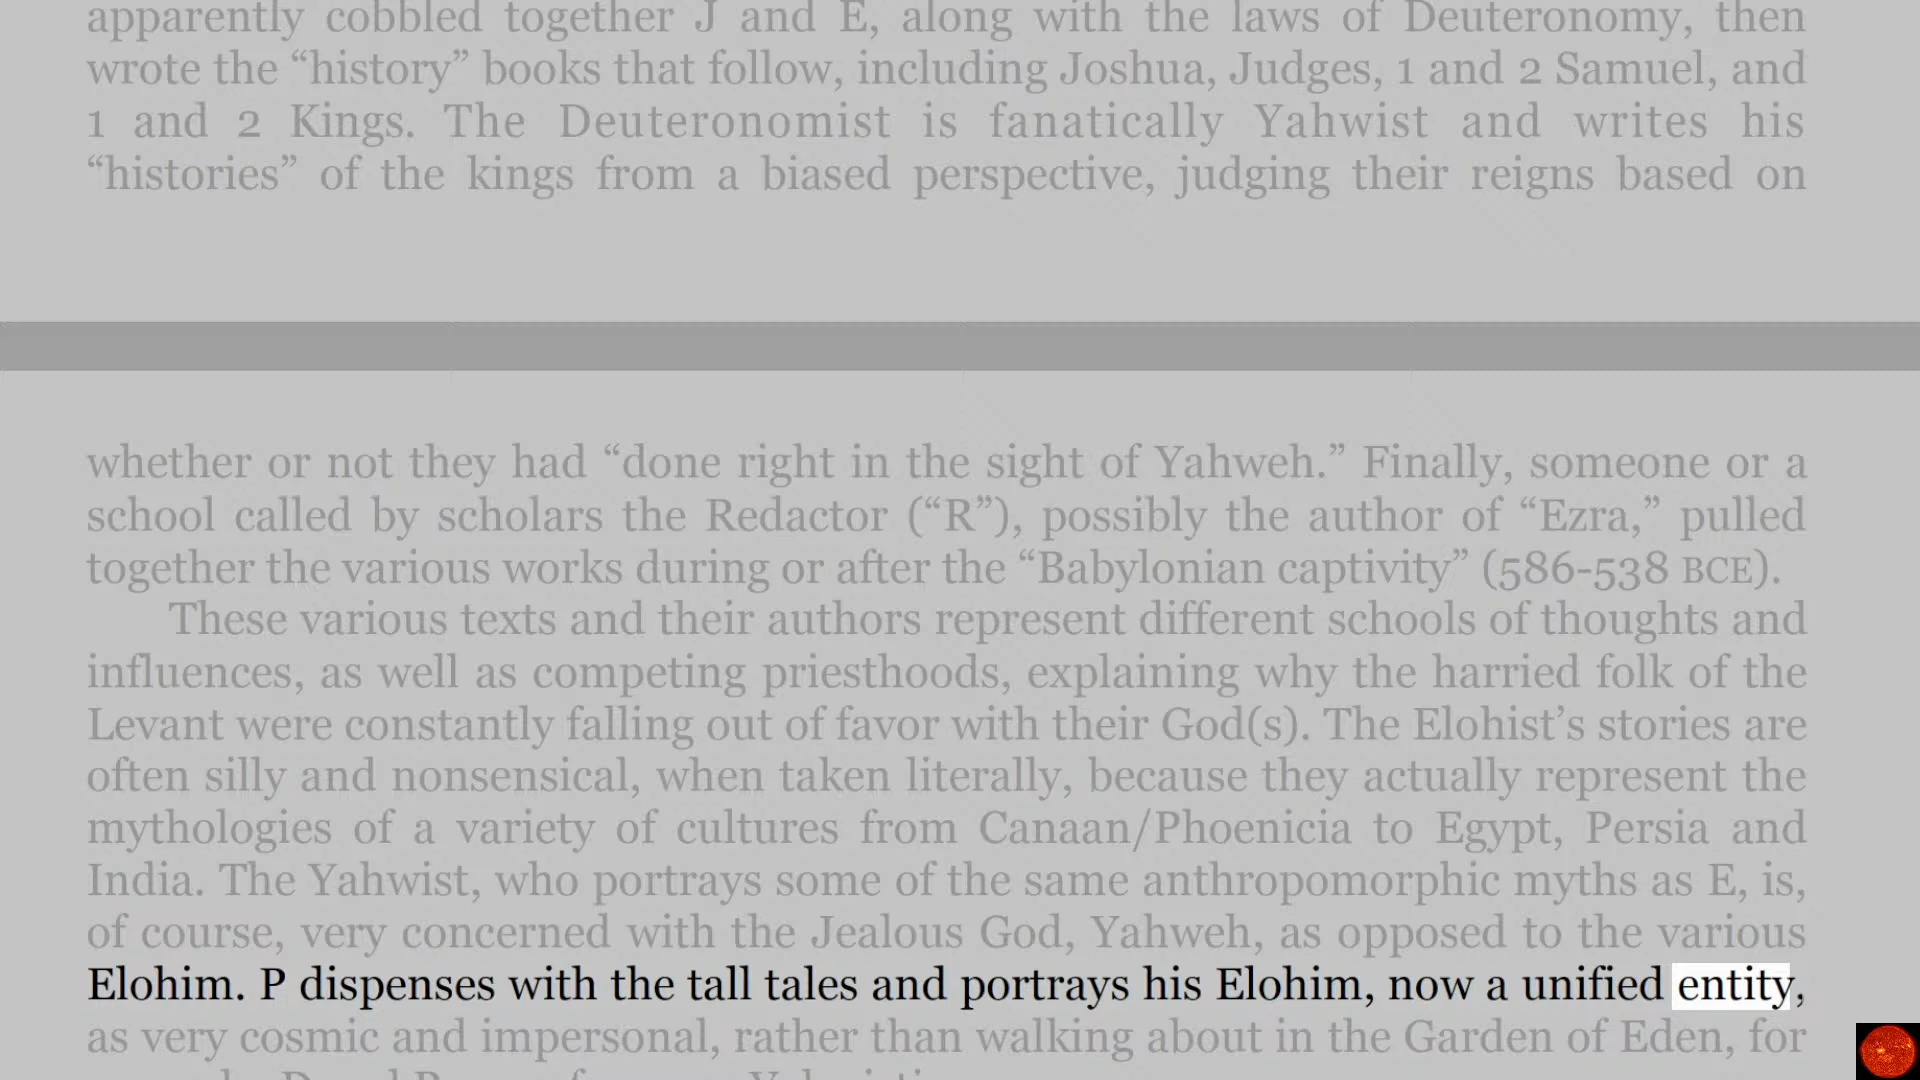 apparently cobbled together J and E, along with the laws of Deuteronomy, then
wrote the “history” books that follow, including Joshua, Judges, 1 and 2 Samuel, and
1 and 2 Kings. The Deuteronomist is fanatically Yahwist and writes his
“histories” of the kings from a biased perspective, judging their reigns based on
whether or not they had “done right in the sight of Yahweh.” Finally, someone or a
school called by scholars the Redactor (“R”), possibly the author of “Ezra,” pulled
together the various works during or after the “Babylonian captivity” (586-538 BCE).
These various texts and their authors represent different schools of thoughts and
influences, as well as competing priesthoods, explaining why the harried folk of the
Levant were constantly falling out of favor with their God(s). The Elohist’s stories are
often silly and nonsensical, when taken literally, because they actually represent the
mythologies of a variety of cultures from Canaan/Phoenicia to Egypt, Persia and
India. The Yahwist, who portrays some of the same anthropomorphic myths as E, is,
of course, very concerned with the Jealous God, Yahweh, as opposed to the various
Elohim. P dispenses with the tall tales and portrays his Elohim, now a unified entity,
as very cosmic and impersonal, rather than walking about in the Garden of Eden, for